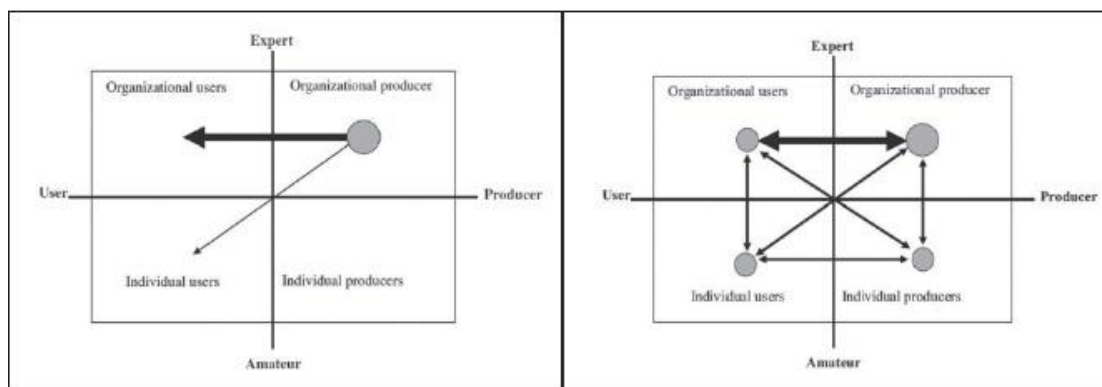 Expert
Organizational users
Organizational producer
User
Producer
Individual users
Individual producers
Amateur
Expert
Organizational users
Organizational producer
User
Producer
Individual users
Individual producers
Amateur